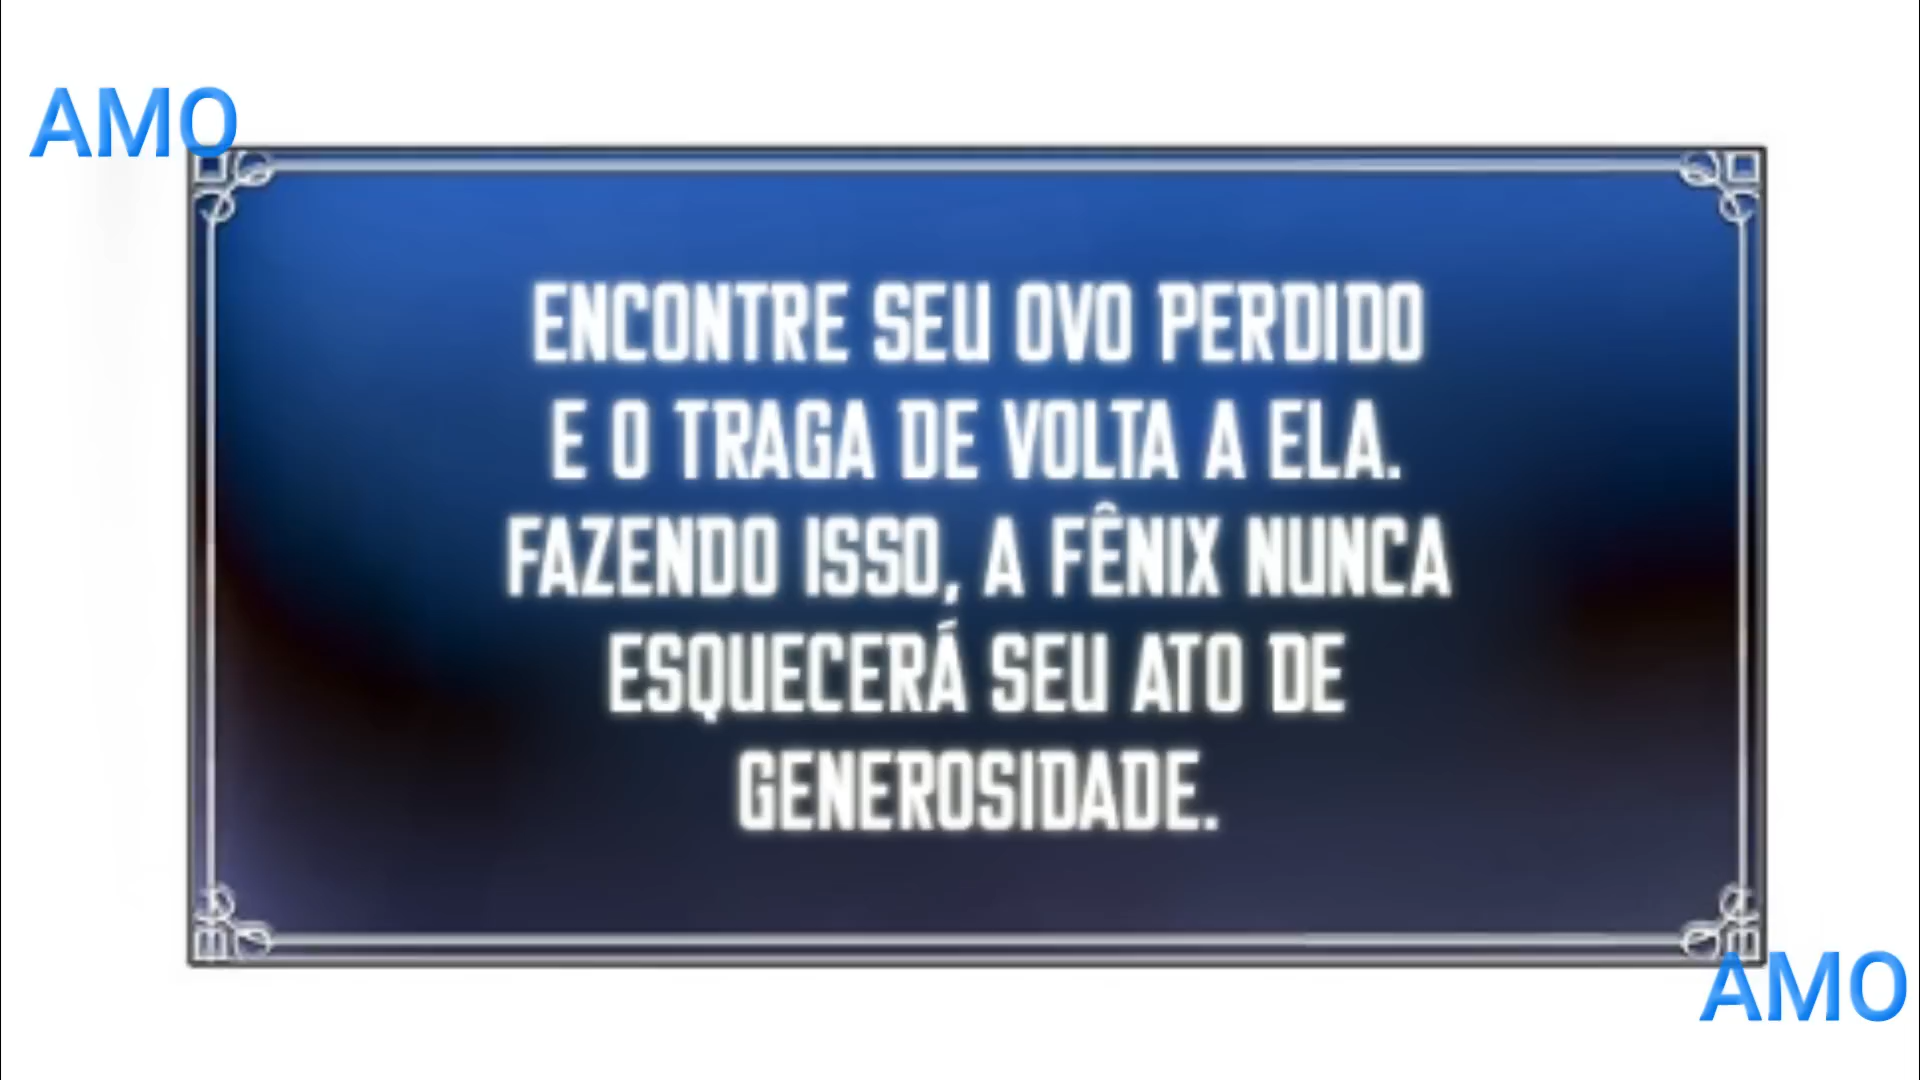 AMO
ENCONTRE SEU OVO PERDIDO
E O TRAGA DE VOLTA A ELA.
FAZENDO ISSO, A FÊNIX NUNCA
ESQUECERÁ SEU ATO DE
GENEROSIDADE.
AMO